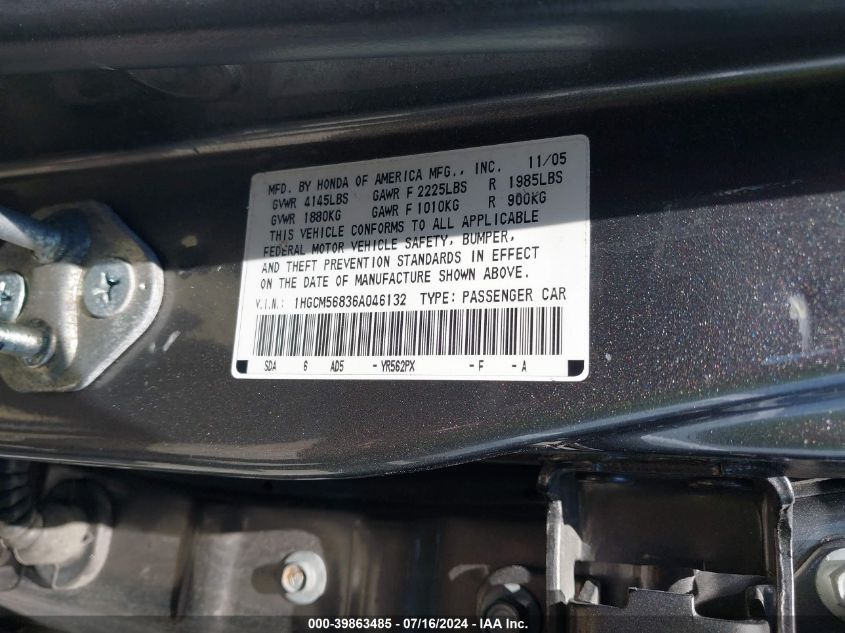 MFD. BY HONDA OF AMERICA MFG., INC. 11/05
GVWR 4145LBS GAWR F 2225LBS R 1985LBS
GVWR 1880KG GAWR F 1010KG R 900KG
THIS VEHICLE CONFORMS TO ALL APPLICABLE
FEDERAL MOTOR VEHICLE SAFETY, BUMPER,
AND THEFT PREVENTION STANDARDS IN EFFECT
ON THE DATE OF MANUFACTURE SHOWN ABOVE.
V.I.N.: 1HGCM56836A046132 TYPE: PASSENGER CAR
SDA 6 AD5 - YR562PX - F - A
000-39863485 - 07/16/2024 - IAA Inc.